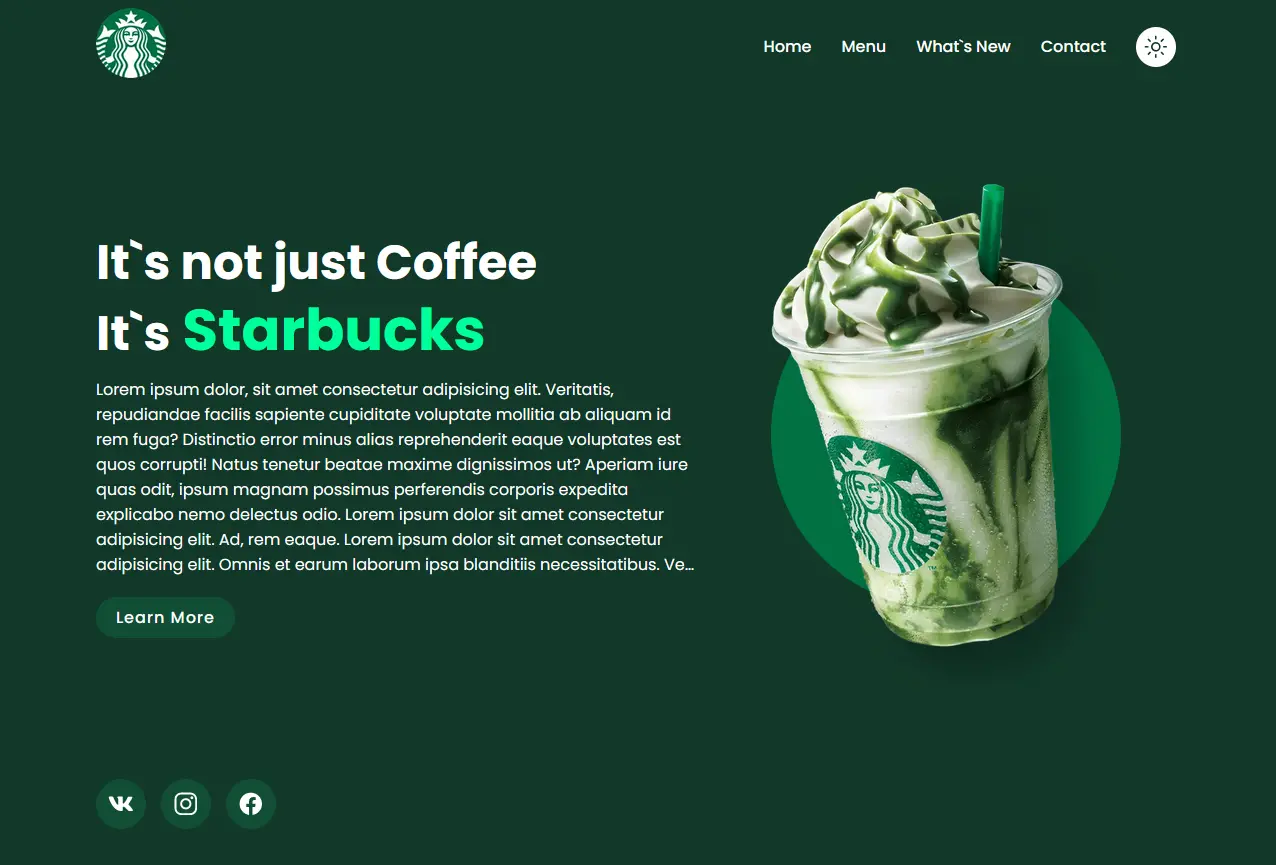 Home
Menu
What`s New
Contact
It`s not just Coffee
It`s Starbucks
Lorem ipsum dolor, sit amet consectetur adipisicing elit. Veritatis,
repudiandae facilis sapiente cupiditate voluptate mollitia ab aliquam id
rem fuga? Distinctio error minus alias reprehenderit eaque voluptates est
quos corrupti! Natus tenetur beatae maxime dignissimos ut? Aperiam iure
quas odit, ipsum magnam possimus perferendis corporis expedita
explicabo nemo delectus odio. Lorem ipsum dolor sit amet consectetur
adipisicing elit. Ad, rem eaque. Lorem ipsum dolor sit amet consectetur
adipisicing elit. Omnis et earum laborum ipsa blanditiis necessitatibus. Ve...
Learn More
TM